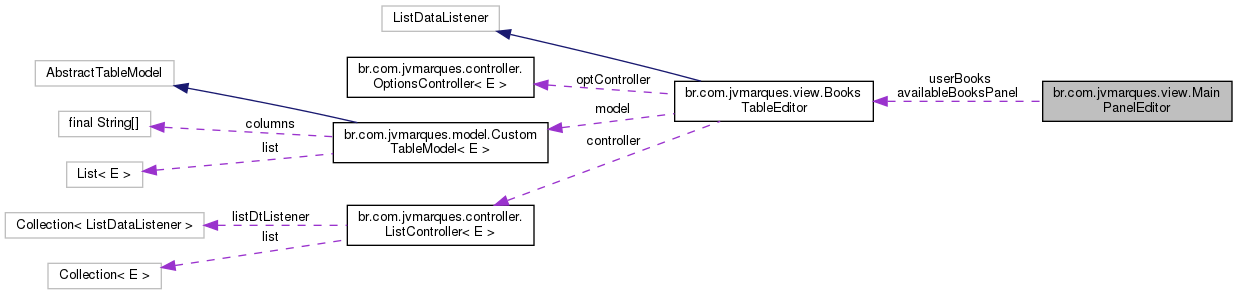 ListDataListener
AbstractTableModel
br.com.jvmarques.controller.
OptionsController< E >
optController
br.com.jvmarques.view.Books
TableEditor
userBooks
availableBooksPanel
br.com.jvmarques.view.Main
PanelEditor
final String[]
columns
model
br.com.jvmarques.model.Custom
TableModel< E >
list
List< E >
controller
Collection< ListDataListener >
listDtListener
br.com.jvmarques.controller.
ListController< E >
list
Collection< E >